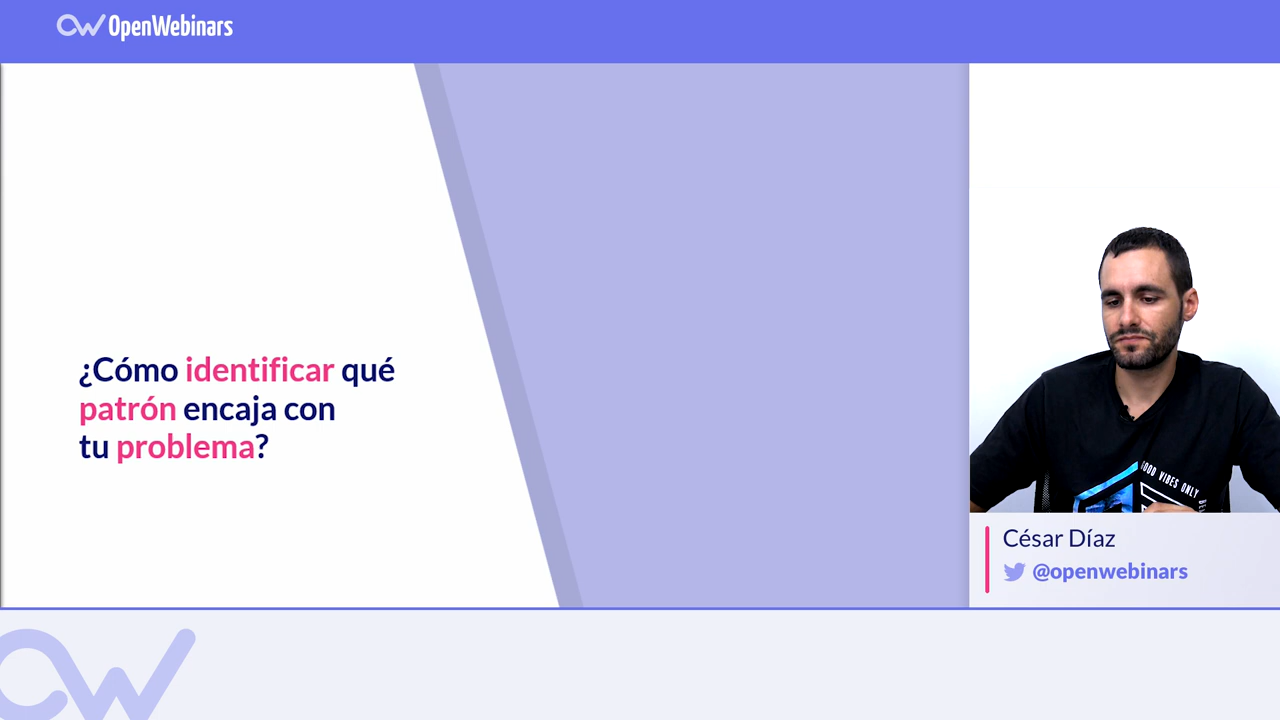 OpenWebinars
¿Cómo identificar qué
patrón encaja con
tu problema?
GOOD VIBES ONLY
César Díaz
@openwebinars